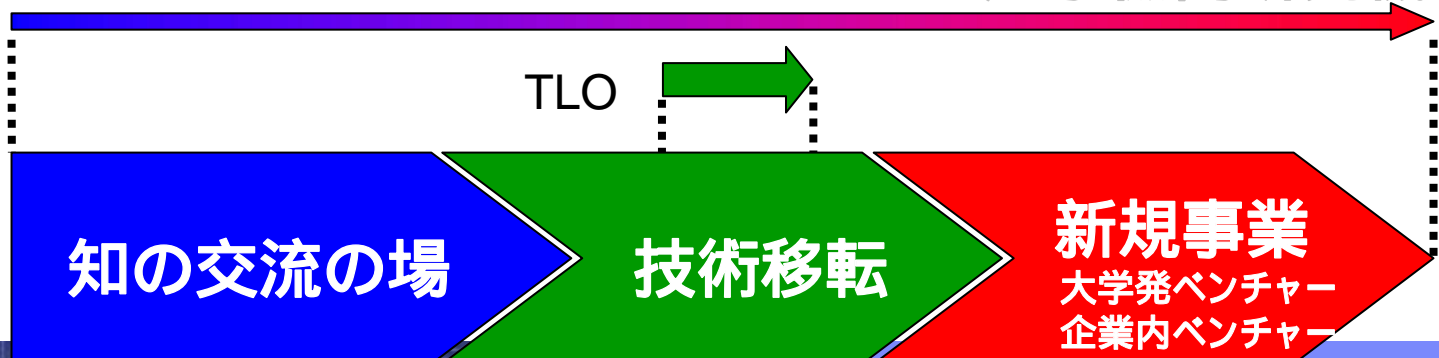 TLO
知の交流の場
技術移転
新規事業
大学発ベンチャー
企業内ベンチャー